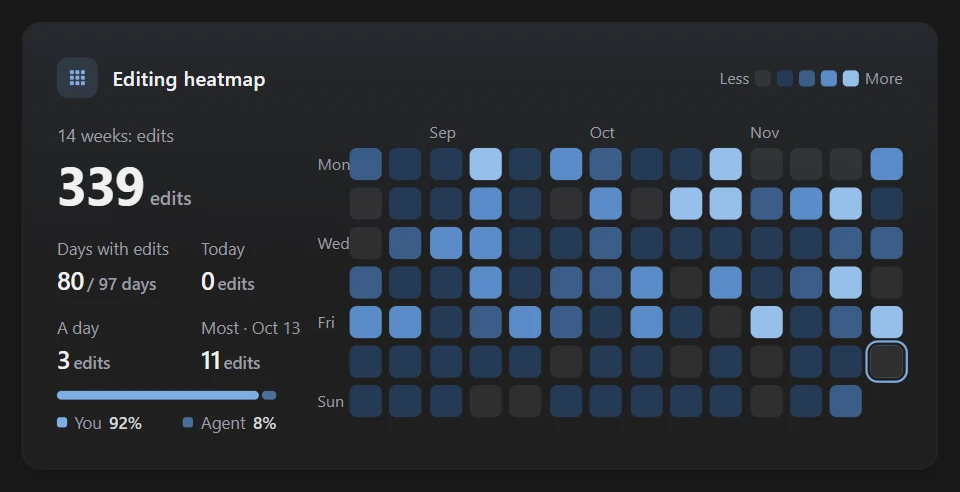 Editing heatmap
Less More
14 weeks: edits
339 edits
Days with edits
80 / 97 days
Today
0 edits
A day
3 edits
Most · Oct 13
11 edits
You 92%
Agent 8%
Sep Oct Nov
Mon
Wed
Fri
Sun